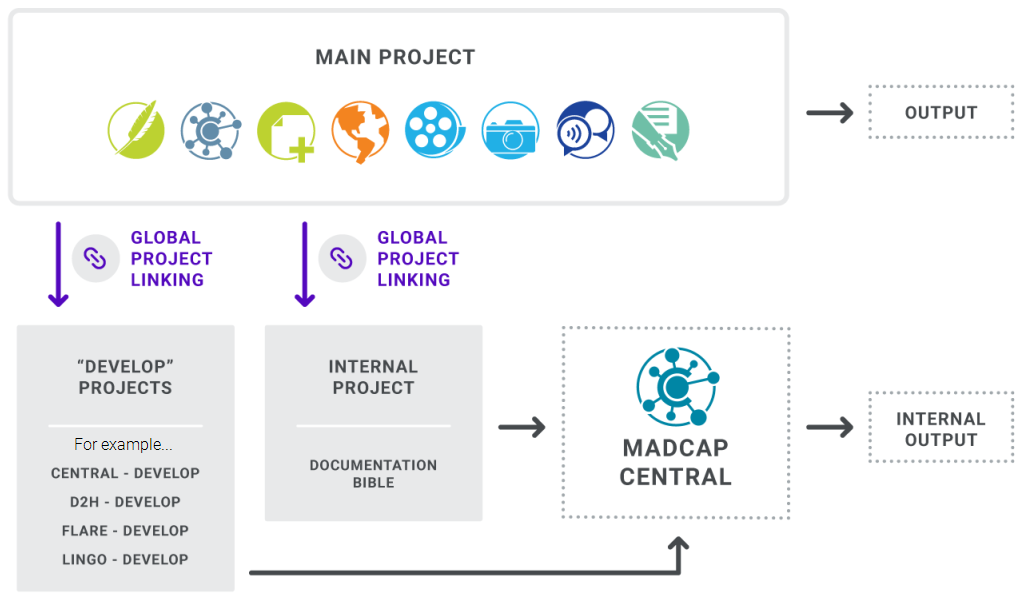 MAIN PROJECT
OUTPUT
GLOBAL
PROJECT
LINKING
GLOBAL
PROJECT
LINKING
“DEVELOP”
PROJECTS
For example...
CENTRAL - DEVELOP
D2H - DEVELOP
FLARE - DEVELOP
LINGO - DEVELOP
INTERNAL
PROJECT
DOCUMENTATION
BIBLE
MADCAP
CENTRAL
INTERNAL
OUTPUT